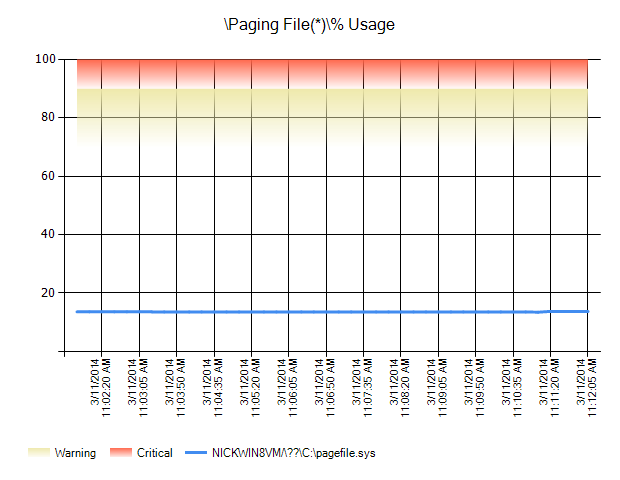 \Paging File(*)\% Usage
100
80
60
40
20
3/11/2014
11:02:20 AM
3/11/2014
11:03:05 AM
3/11/2014
11:03:50 AM
3/11/2014
11:04:35 AM
3/11/2014
11:05:20 AM
3/11/2014
11:06:05 AM
3/11/2014
11:06:50 AM
3/11/2014
11:07:35 AM
3/11/2014
11:08:20 AM
3/11/2014
11:09:05 AM
3/11/2014
11:09:50 AM
3/11/2014
11:10:35 AM
3/11/2014
11:11:20 AM
3/11/2014
11:12:05 AM
Warning Critical NICKWIN8VM/\??\C:\pagefile.sys